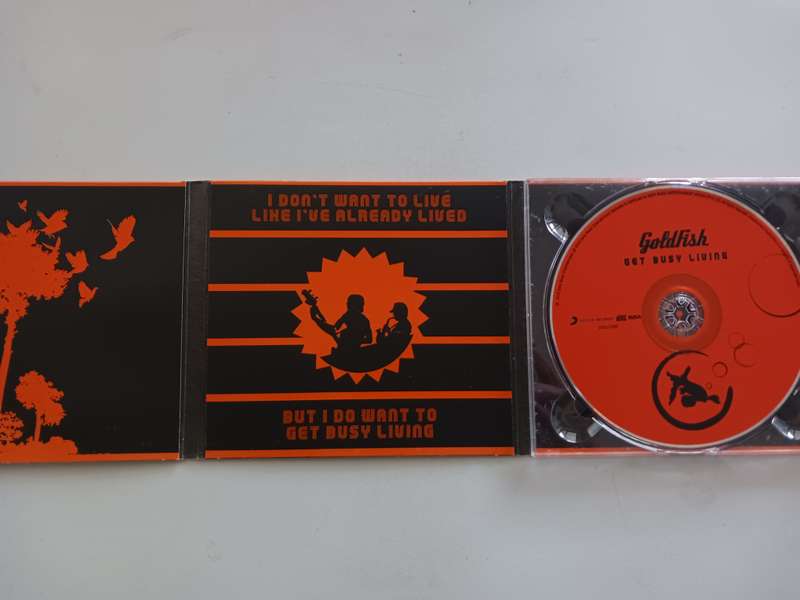 I DON'T WANT TO LIVE
LIKE I'VE ALREADY LIVED
BUT I DO WANT TO
GET BUSY LIVING
GoldFish
GET BUSY LIVING